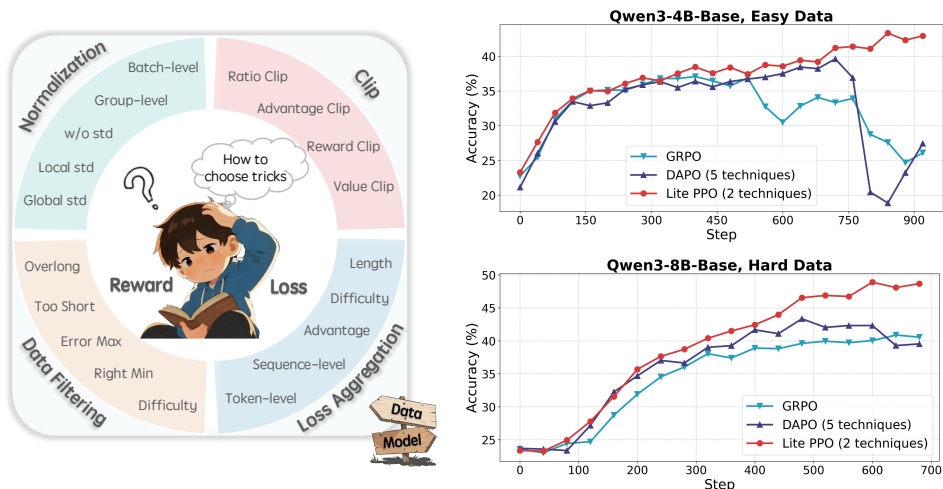 Normalization
Batch-level
Group-level
w/o std
Local std
Global std
Clip
Ratio Clip
Advantage Clip
Reward Clip
Value Clip
How to
choose tricks
Reward
Loss
Data Filtering
Overlong
Too Short
Error Max
Right Min
Difficulty
Loss Aggregation
Length
Difficulty
Advantage
Sequence-level
Token-level
Data
Model
Qwen3-4B-Base, Easy Data
Accuracy (%)
40
35
30
25
20
GRPO
DAPO (5 techniques)
Lite PPO (2 techniques)
0 150 300 450 600 750 900
Step
Qwen3-8B-Base, Hard Data
Accuracy (%)
50
45
40
35
30
25
GRPO
DAPO (5 techniques)
Lite PPO (2 techniques)
0 100 200 300 400 500 600 700
Step